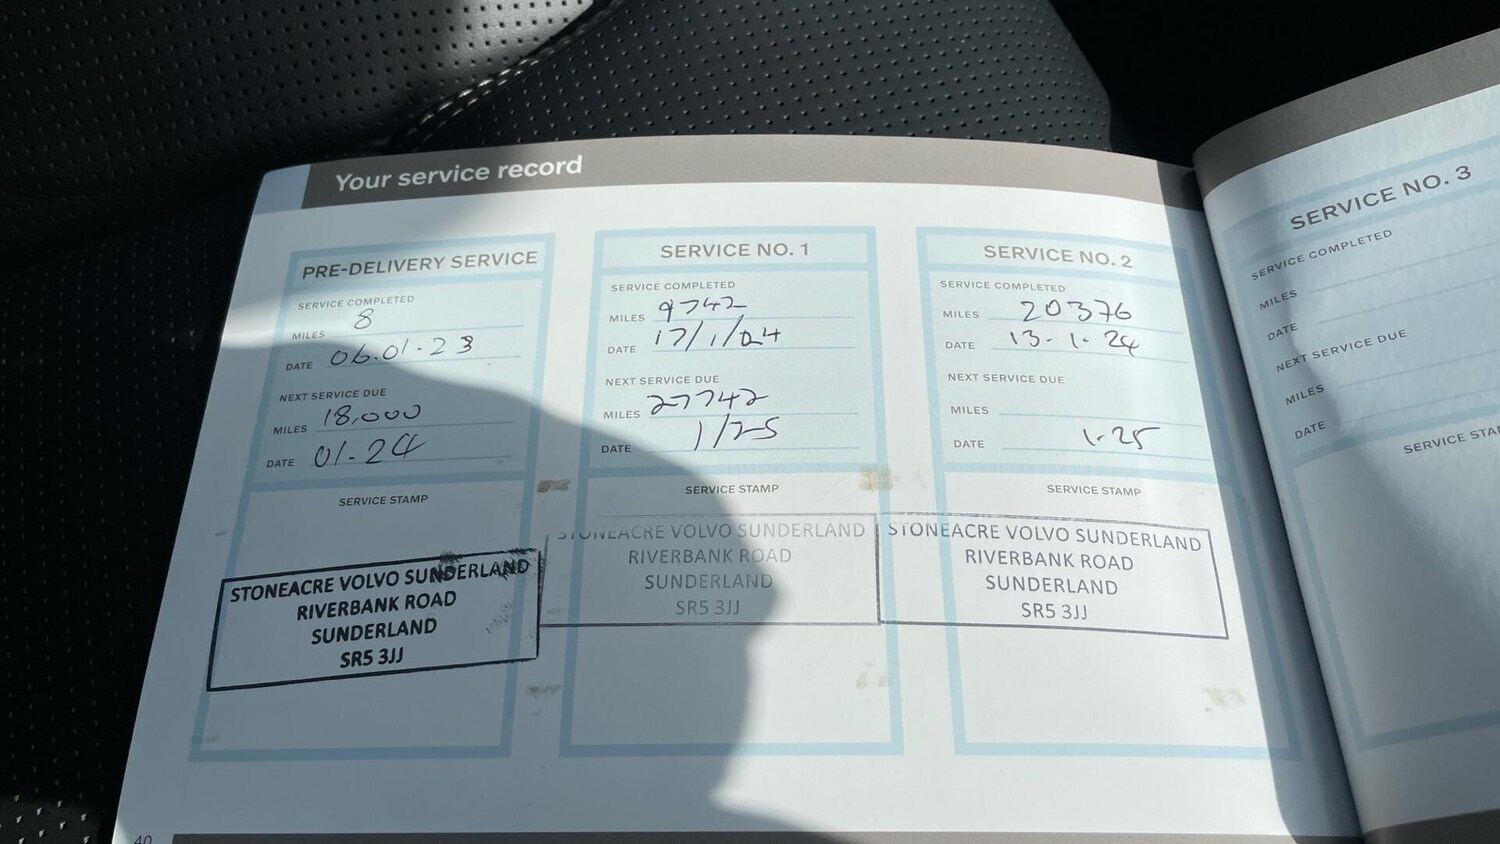 Your service record
PRE-DELIVERY SERVICE
SERVICE COMPLETED
MILES 8
DATE 06.01.23
NEXT SERVICE DUE
MILES 18,000
DATE 01-24
SERVICE STAMP
STONEACRE VOLVO SUNDERLAND
RIVERBANK ROAD
SUNDERLAND
SR5 3JJ
SERVICE NO. 1
SERVICE COMPLETED
MILES 9742
DATE 17/1/24
NEXT SERVICE DUE
MILES 27742
DATE 1/25
SERVICE STAMP
STONEACRE VOLVO SUNDERLAND
RIVERBANK ROAD
SUNDERLAND
SR5 3JJ
SERVICE NO. 2
SERVICE COMPLETED
MILES 20376
DATE 13-1-24
NEXT SERVICE DUE
MILES
DATE 1-25
SERVICE STAMP
STONEACRE VOLVO SUNDERLAND
RIVERBANK ROAD
SUNDERLAND
SR5 3JJ
SERVICE NO. 3
SERVICE COMPLETED
MILES
DATE
NEXT SERVICE DUE
MILES
DATE
SERVICE STA
40